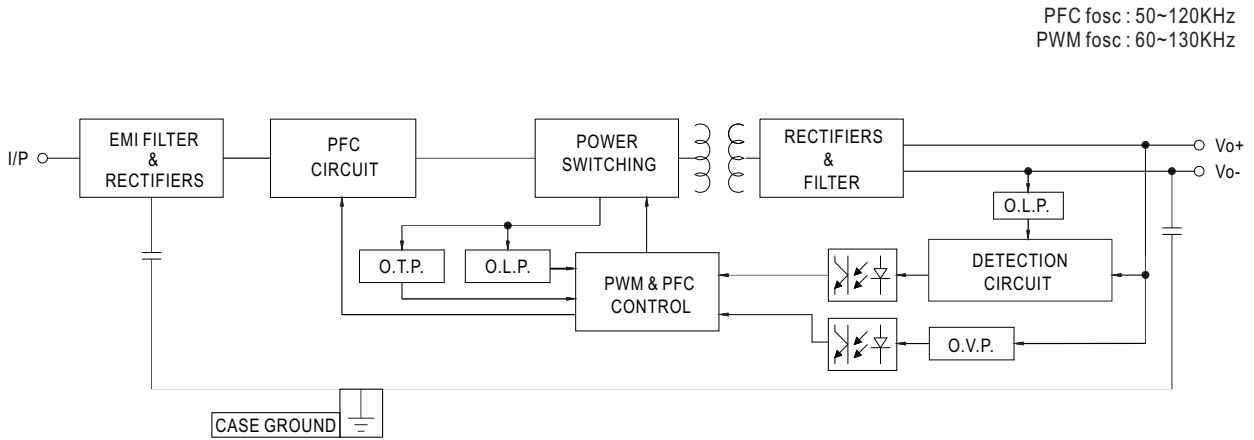 PFC fosc : 50~120KHz
PWM fosc : 60~130KHz
I/P
EMI FILTER
&
RECTIFIERS
PFC
CIRCUIT
POWER
SWITCHING
RECTIFIERS
&
FILTER
Vo+
Vo-
O.L.P.
O.T.P.
O.L.P.
PWM & PFC
CONTROL
DETECTION
CIRCUIT
O.V.P.
CASE GROUND